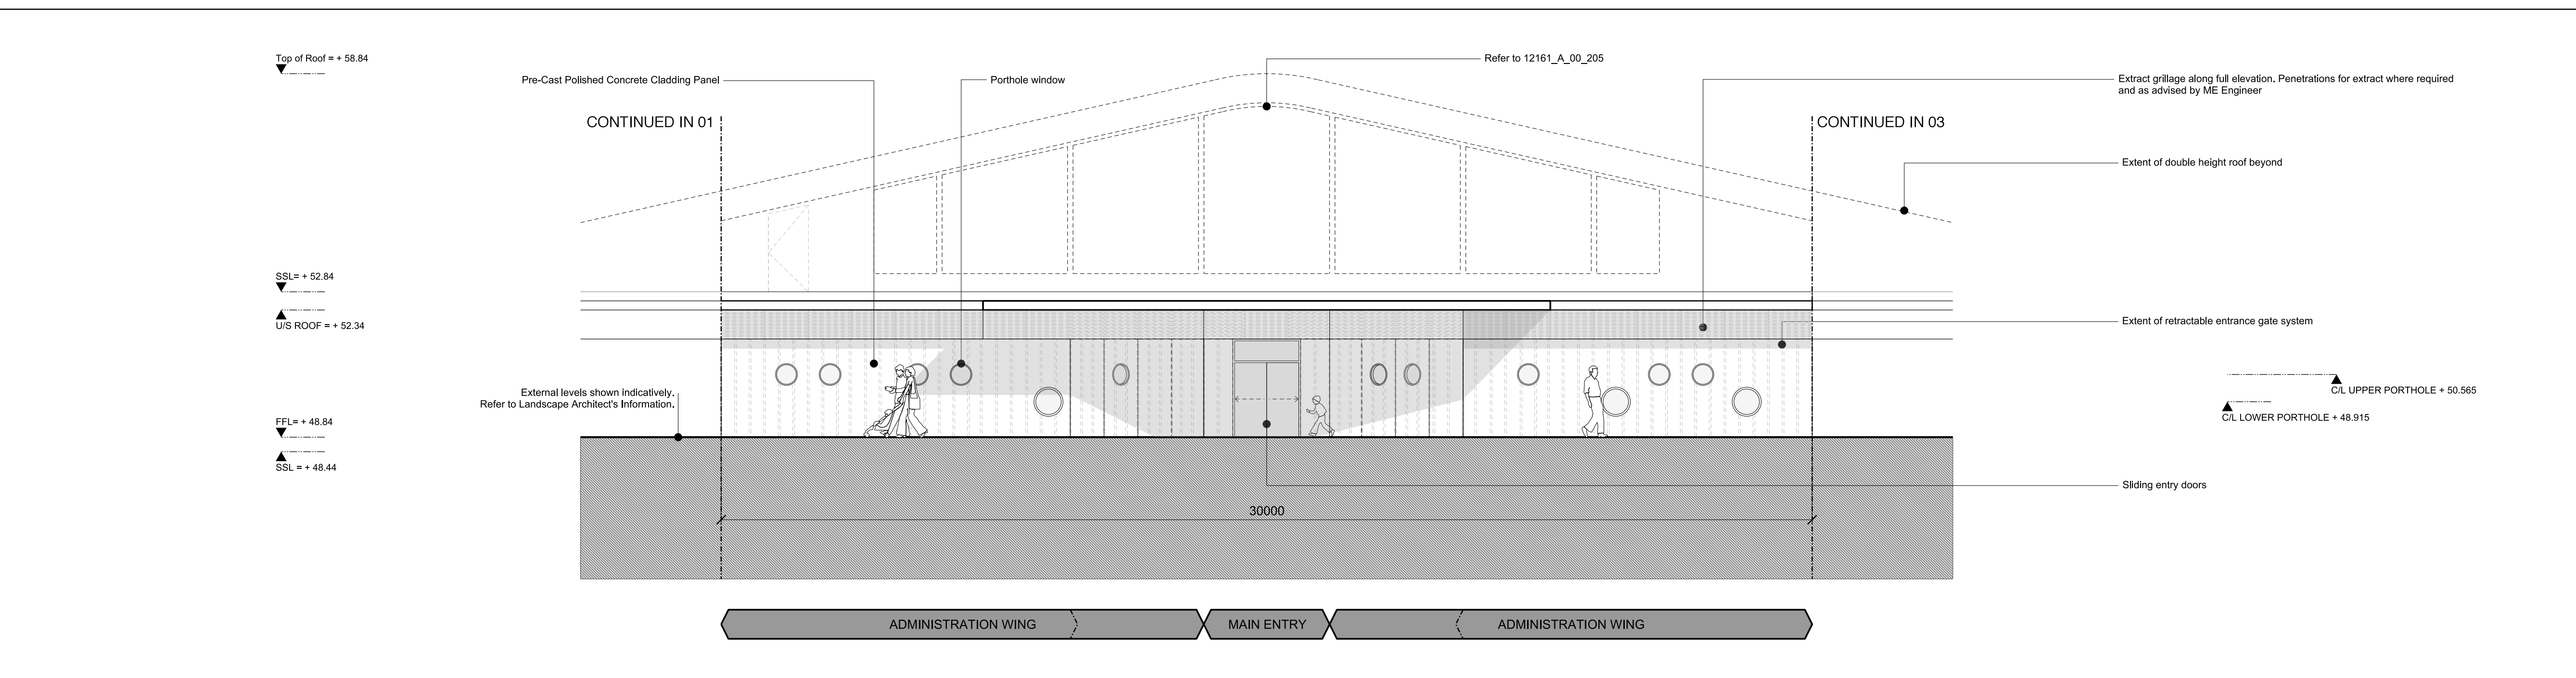 Top of Roof = + 58.84
Refer to 12161_A_00_205
Pre-Cast Polished Concrete Cladding Panel
Porthole window
Extract grillage along full elevation. Penetrations for extract where required
and as advised by ME Engineer
CONTINUED IN 01
CONTINUED IN 03
Extent of double height roof beyond
SSL= + 52.84
U/S ROOF = + 52.34
Extent of retractable entrance gate system
External levels shown indicatively.
Refer to Landscape Architect's Information.
C/L UPPER PORTHOLE + 50.565
C/L LOWER PORTHOLE + 48.915
FFL= + 48.84
SSL = + 48.44
Sliding entry doors
30000
ADMINISTRATION WING
MAIN ENTRY
ADMINISTRATION WING